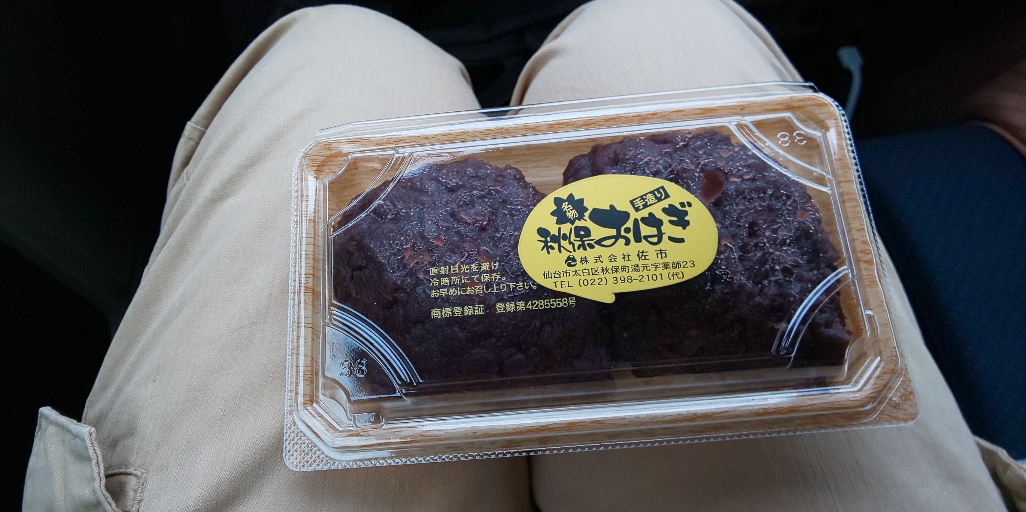 名物
手造り
秋保おはぎ
株式会社 佐市
仙台市太白区秋保町湯元字薬師23
TEL (022) 398-2101 (代)
直射日光を避け
冷暗所にて保存。
お早めにお召し上り下さい。
商標登録証 登録第4285558号
38
38